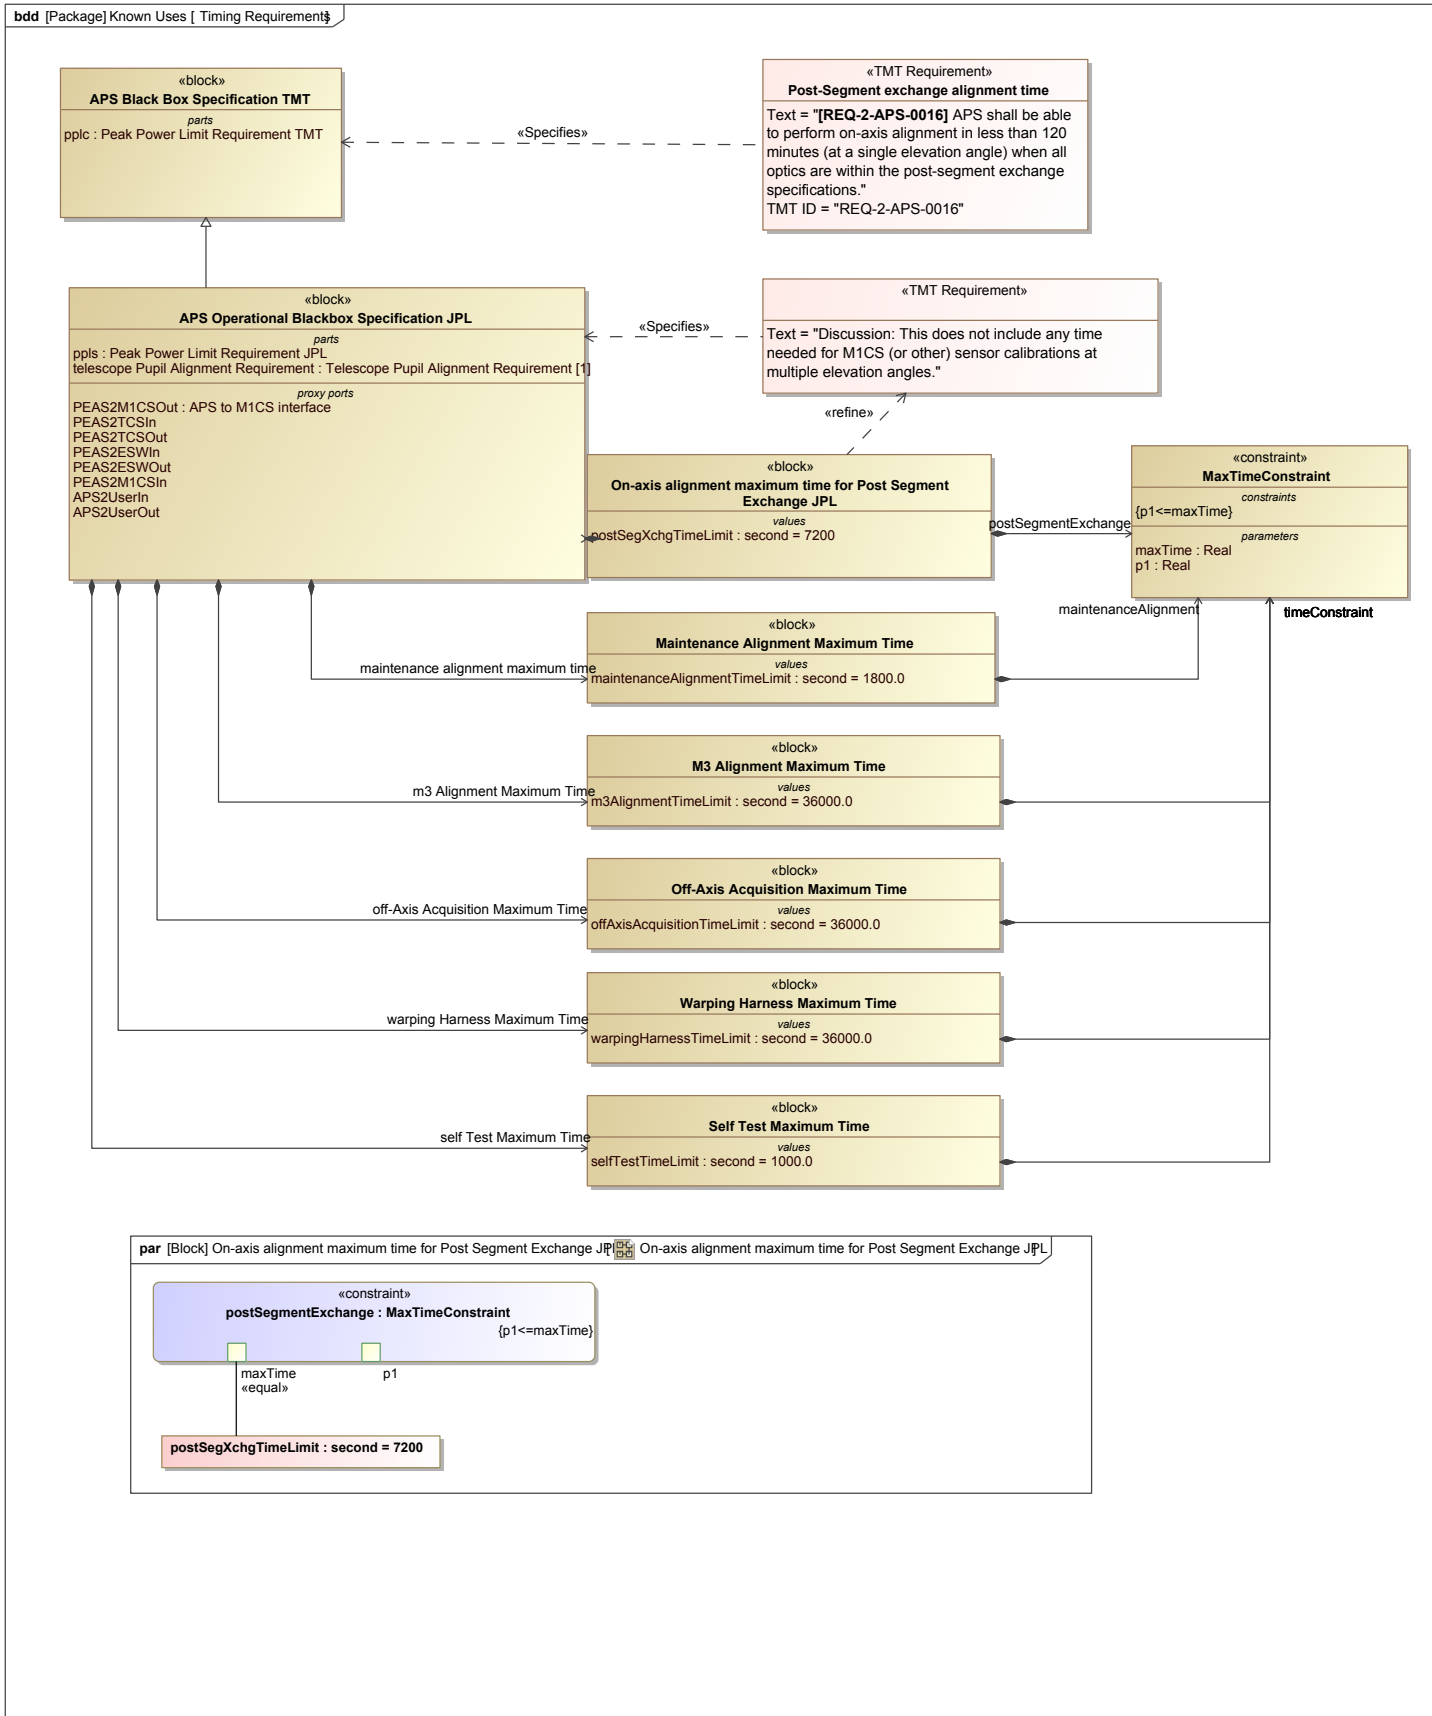 bdd [Package] Known Uses [ Timing Requirements]
«block»
APS Black Box Specification TMT
parts
pplc : Peak Power Limit Requirement TMT
«Specifies»
«TMT Requirement»
Post-Segment exchange alignment time
Text = "[REQ-2-APS-0016] APS shall be able
to perform on-axis alignment in less than 120
minutes (at a single elevation angle) when all
optics are within the post-segment exchange
specifications."
TMT ID = "REQ-2-APS-0016"
«block»
APS Operational Blackbox Specification JPL
parts
ppls : Peak Power Limit Requirement JPL
telescope Pupil Alignment Requirement : Telescope Pupil Alignment Requirement [1]
proxy ports
PEAS2M1CSOut : APS to M1CS interface
PEAS2TCSIn
PEAS2TCSOut
PEAS2ESWIn
PEAS2ESWOut
PEAS2M1CSIn
APS2UserIn
APS2UserOut
«Specifies»
«TMT Requirement»
Text = "Discussion: This does not include any time
needed for M1CS (or other) sensor calibrations at
multiple elevation angles."
«refine»
«block»
On-axis alignment maximum time for Post Segment
Exchange JPL
values
postSegXchgTimeLimit : second = 7200
postSegmentExchange
«constraint»
MaxTimeConstraint
constraints
{p1<=maxTime}
parameters
maxTime : Real
p1 : Real
maintenanceAlignment
timeConstraint
maintenance alignment maximum time
«block»
Maintenance Alignment Maximum Time
values
maintenanceAlignmentTimeLimit : second = 1800.0
m3 Alignment Maximum Time
«block»
M3 Alignment Maximum Time
values
m3AlignmentTimeLimit : second = 36000.0
off-Axis Acquisition Maximum Time
«block»
Off-Axis Acquisition Maximum Time
values
offAxisAcquisitionTimeLimit : second = 36000.0
warping Harness Maximum Time
«block»
Warping Harness Maximum Time
values
warpingHarnessTimeLimit : second = 36000.0
self Test Maximum Time
«block»
Self Test Maximum Time
values
selfTestTimeLimit : second = 1000.0
par [Block] On-axis alignment maximum time for Post Segment Exchange JPL[ On-axis alignment maximum time for Post Segment Exchange JPL]
«constraint»
postSegmentExchange : MaxTimeConstraint
{p1<=maxTime}
maxTime
p1
«equal»
postSegXchgTimeLimit : second = 7200